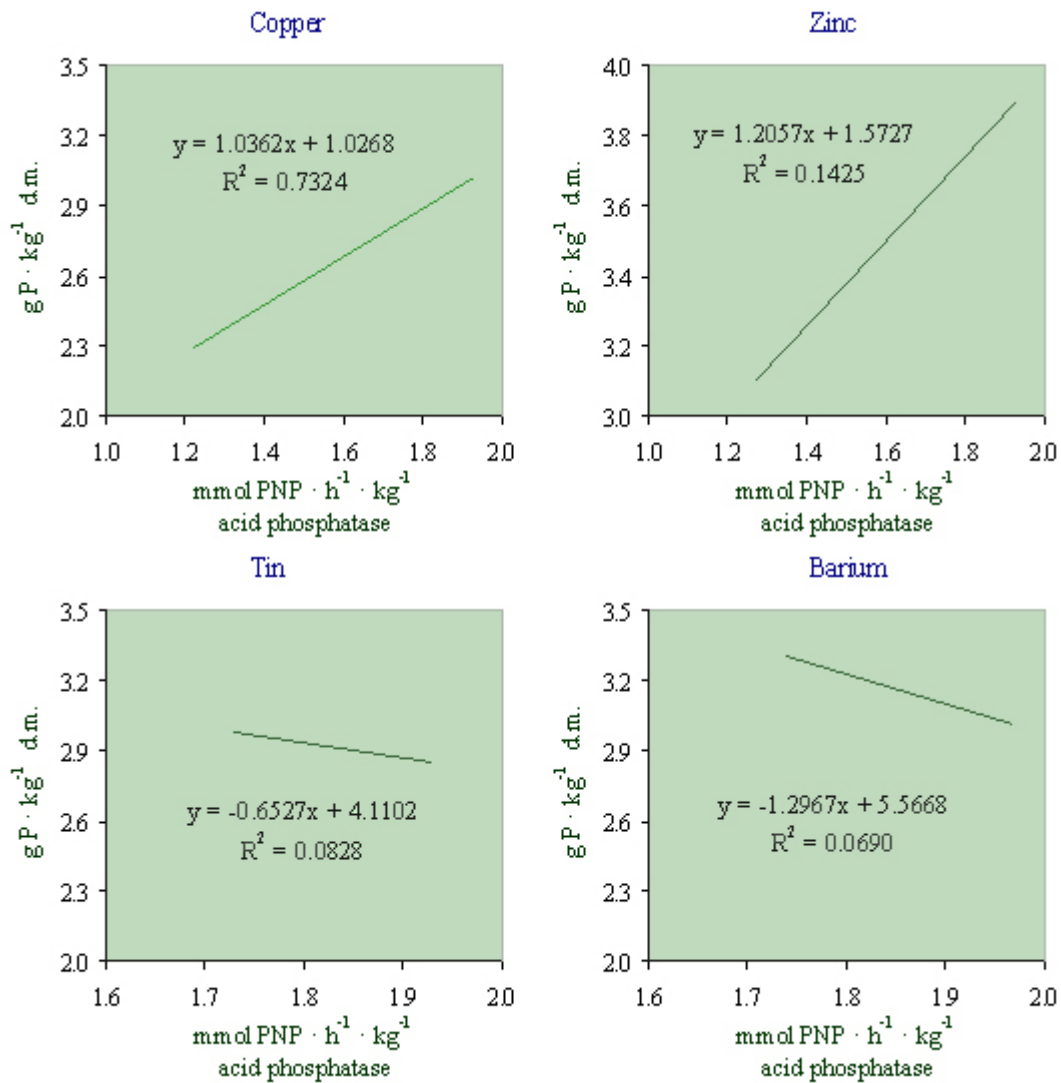 Copper
3.5
3.2
2.9
2.6
2.3
2.0
y = 1.0362x + 1.0268
R² = 0.7324
g P · kg⁻¹ d.m.
1.0 1.2 1.4 1.6 1.8 2.0
mmol PNP · h⁻¹ · kg⁻¹
acid phosphatase
Zinc
4.0
3.8
3.6
3.4
3.2
3.0
y = 1.2057x + 1.5727
R² = 0.1425
g P · kg⁻¹ d.m.
1.0 1.2 1.4 1.6 1.8 2.0
mmol PNP · h⁻¹ · kg⁻¹
acid phosphatase
Tin
3.5
3.2
2.9
2.6
2.3
2.0
y = -0.6527x + 4.1102
R² = 0.0828
g P · kg⁻¹ d.m.
1.6 1.7 1.8 1.9 2.0
mmol PNP · h⁻¹ · kg⁻¹
acid phosphatase
Barium
3.5
3.2
2.9
2.6
2.3
2.0
y = -1.2967x + 5.5668
R² = 0.0690
g P · kg⁻¹ d.m.
1.6 1.7 1.8 1.9 2.0
mmol PNP · h⁻¹ · kg⁻¹
acid phosphatase